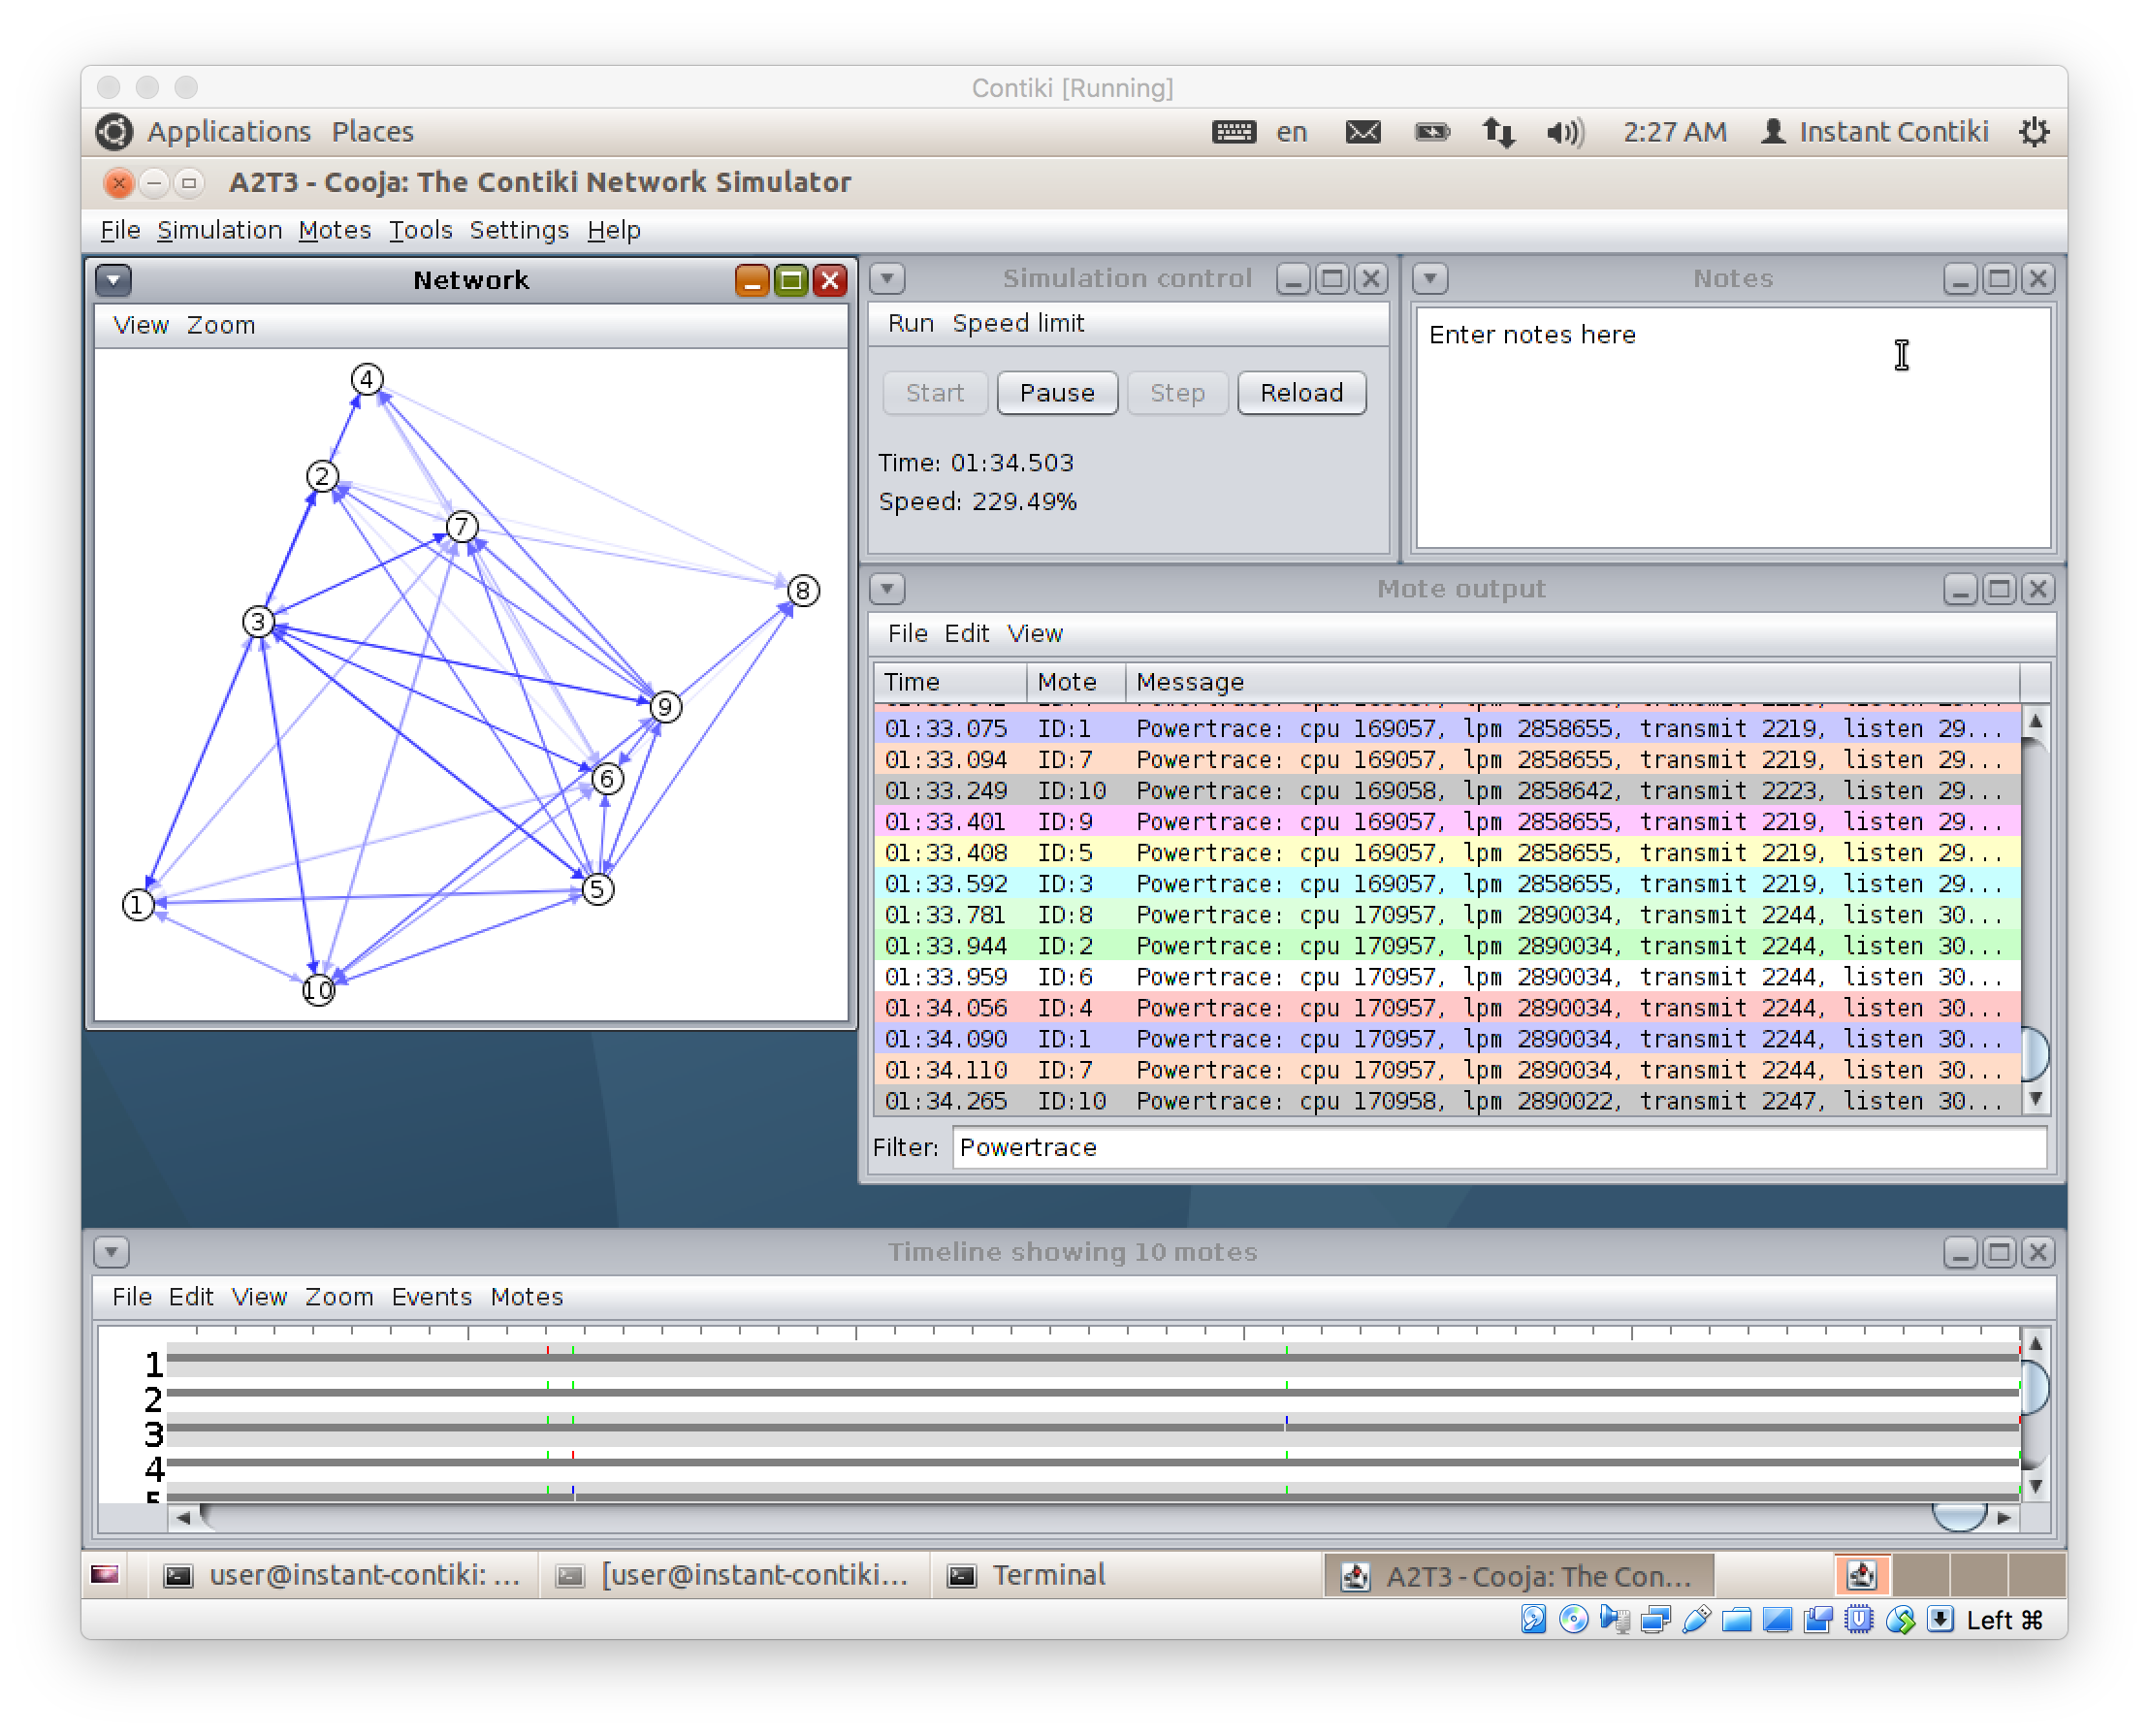 Contiki [Running]
Applications Places en 2:27 AM Instant Contiki
A2T3 - Cooja: The Contiki Network Simulator
File Simulation Motes Tools Settings Help
Network
View Zoom
4
2
7
8
3
9
6
5
1
10
Simulation control
Run Speed limit
Start Pause Step Reload
Time: 01:34.503
Speed: 229.49%
Notes
Enter notes here
Mote output
File Edit View
Time Mote Message
01:33.075 ID:1 Powertrace: cpu 169057, lpm 2858655, transmit 2219, listen 29...
01:33.094 ID:7 Powertrace: cpu 169057, lpm 2858655, transmit 2219, listen 29...
01:33.249 ID:10 Powertrace: cpu 169058, lpm 2858642, transmit 2223, listen 29...
01:33.401 ID:9 Powertrace: cpu 169057, lpm 2858655, transmit 2219, listen 29...
01:33.408 ID:5 Powertrace: cpu 169057, lpm 2858655, transmit 2219, listen 29...
01:33.592 ID:3 Powertrace: cpu 169057, lpm 2858655, transmit 2219, listen 29...
01:33.781 ID:8 Powertrace: cpu 170957, lpm 2890034, transmit 2244, listen 30...
01:33.944 ID:2 Powertrace: cpu 170957, lpm 2890034, transmit 2244, listen 30...
01:33.959 ID:6 Powertrace: cpu 170957, lpm 2890034, transmit 2244, listen 30...
01:34.056 ID:4 Powertrace: cpu 170957, lpm 2890034, transmit 2244, listen 30...
01:34.090 ID:1 Powertrace: cpu 170957, lpm 2890034, transmit 2244, listen 30...
01:34.110 ID:7 Powertrace: cpu 170957, lpm 2890034, transmit 2244, listen 30...
01:34.265 ID:10 Powertrace: cpu 170958, lpm 2890022, transmit 2247, listen 30...
Filter: Powertrace
Timeline showing 10 motes
File Edit View Zoom Events Motes
1
2
3
4
5
user@instant-contiki: ... [user@instant-contiki... Terminal A2T3 - Cooja: The Con...
Left ⌘